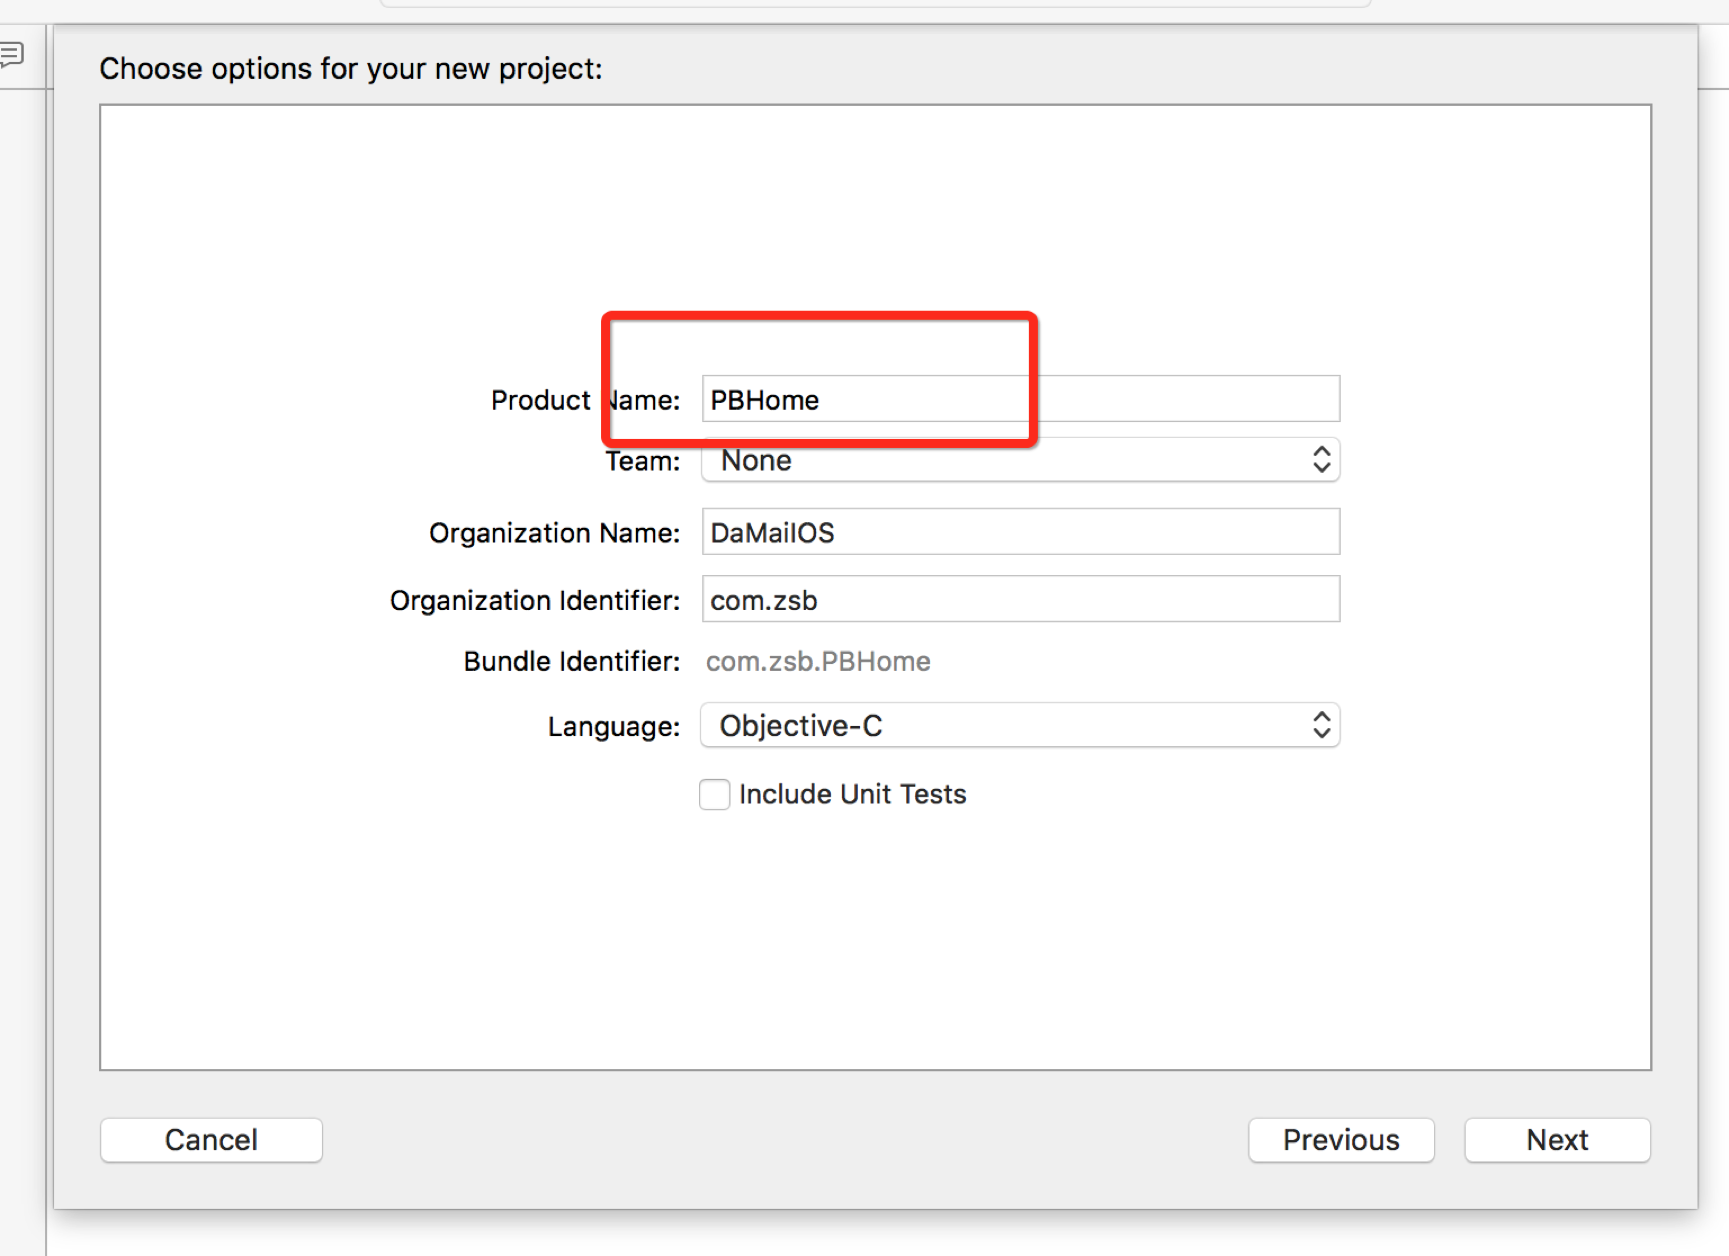 Choose options for your new project:
Product Name: PBHome
Team: None
Organization Name: DaMaiIOS
Organization Identifier: com.zsb
Bundle Identifier: com.zsb.PBHome
Language: Objective-C
Include Unit Tests
Cancel Previous Next